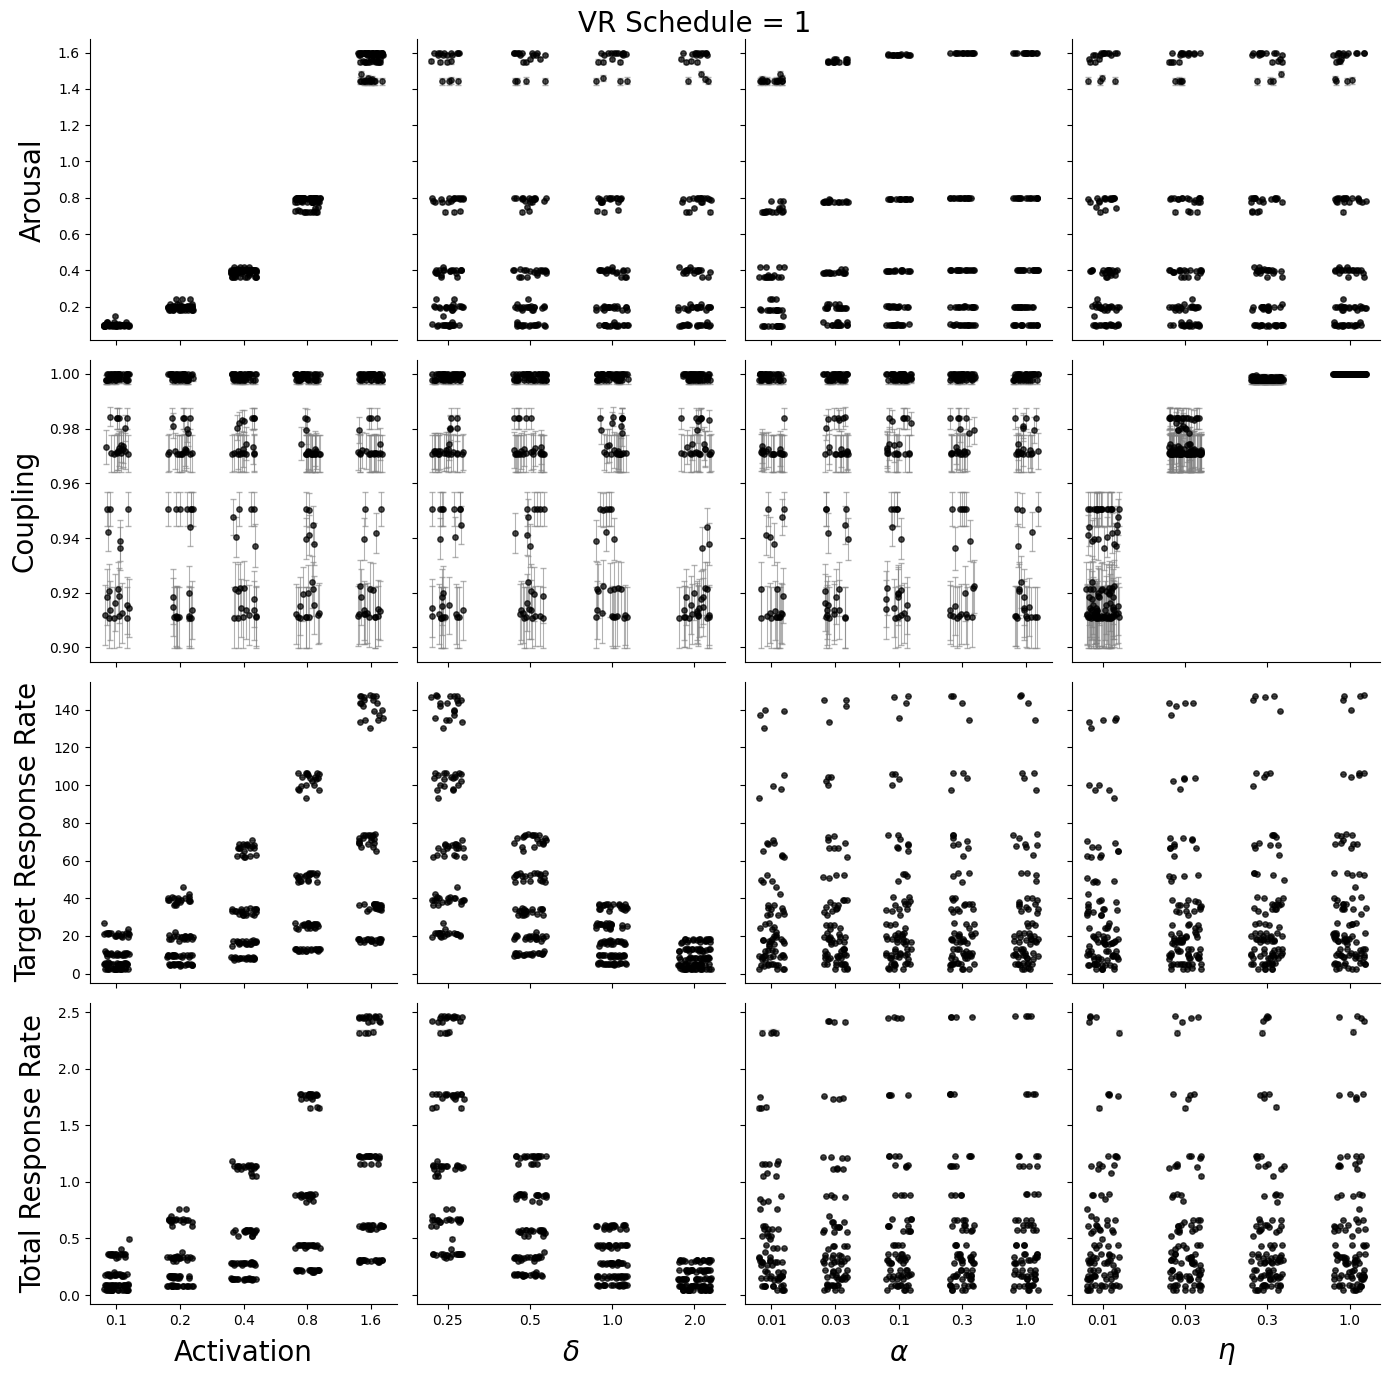 VR Schedule = 1
Arousal
1.6
1.4
1.2
1.0
0.8
0.6
0.4
0.2
Coupling
1.00
0.98
0.96
0.94
0.92
0.90
Target Response Rate
140
120
100
80
60
40
20
0
Total Response Rate
2.5
2.0
1.5
1.0
0.5
0.0
0.1 0.2 0.4 0.8 1.6
Activation
0.25 0.5 1.0 2.0
δ
0.01 0.03 0.1 0.3 1.0
α
0.01 0.03 0.3 1.0
η